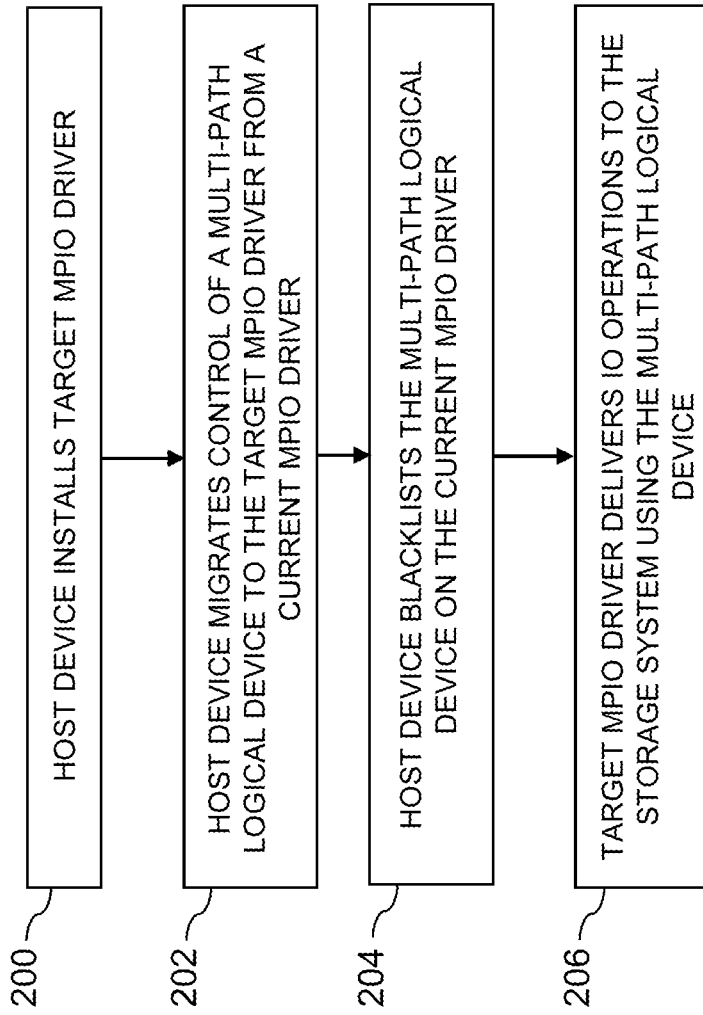 200
HOST DEVICE INSTALLS TARGET MPIO DRIVER
202
HOST DEVICE MIGRATES CONTROL OF A MULTI-PATH
LOGICAL DEVICE TO THE TARGET MPIO DRIVER FROM A
CURRENT MPIO DRIVER
204
HOST DEVICE BLACKLISTS THE MULTI-PATH LOGICAL
DEVICE ON THE CURRENT MPIO DRIVER
206
TARGET MPIO DRIVER DELIVERS IO OPERATIONS TO THE
STORAGE SYSTEM USING THE MULTI-PATH LOGICAL
DEVICE